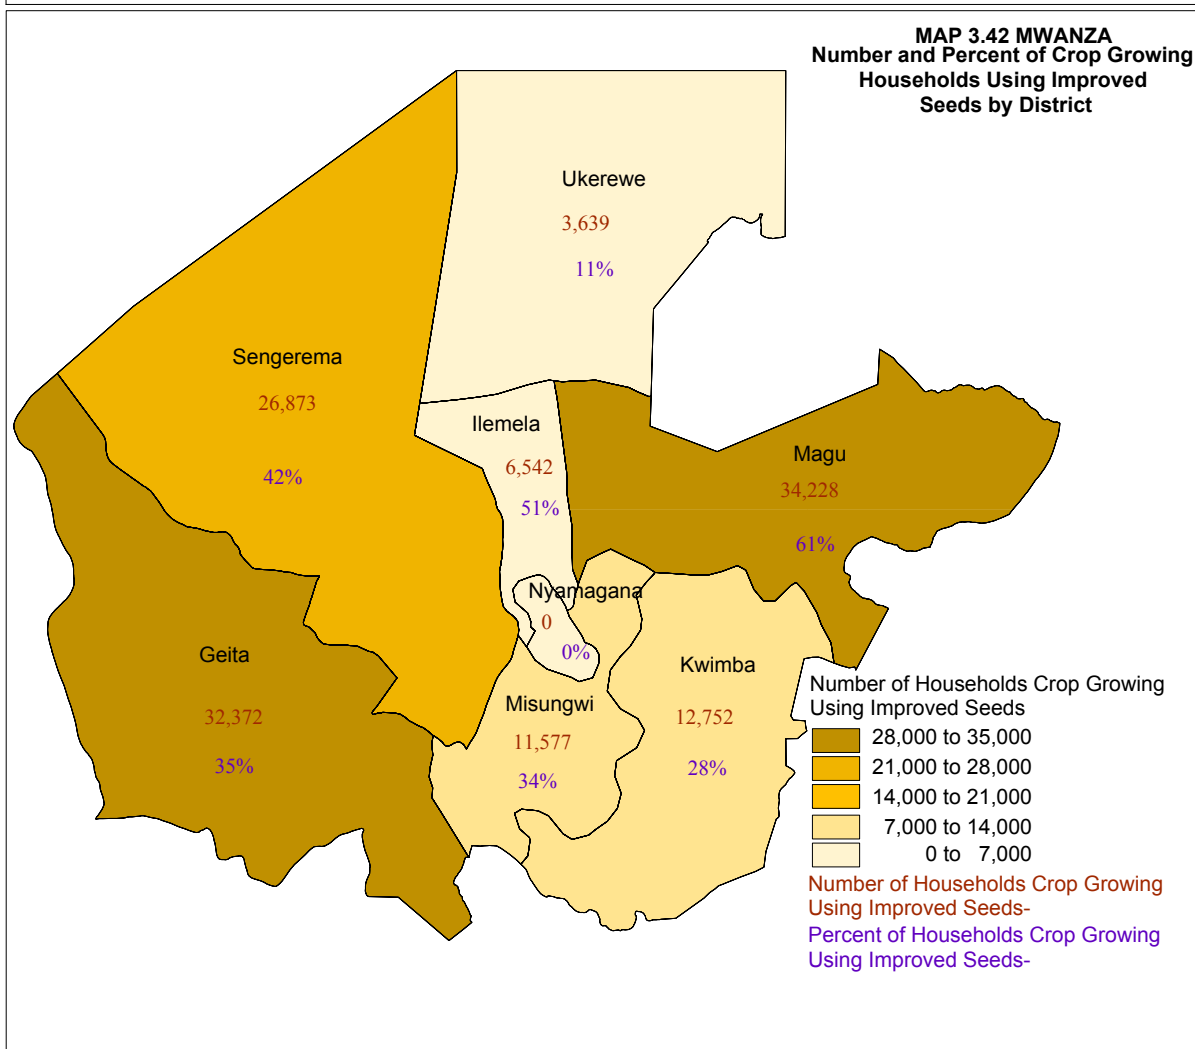 MAP 3.42 MWANZA
Number and Percent of Crop Growing
Households Using Improved
Seeds by District
Ukerewe
3,639
11%
Sengerema
26,873
42%
Ilemela
6,542
51%
Magu
34,228
61%
Nyamagana
0
0%
Geita
32,372
35%
Kwimba
12,752
28%
Misungwi
11,577
34%
Number of Households Crop Growing
Using Improved Seeds
28,000 to 35,000
21,000 to 28,000
14,000 to 21,000
7,000 to 14,000
0 to 7,000
Number of Households Crop Growing
Using Improved Seeds-
Percent of Households Crop Growing
Using Improved Seeds-